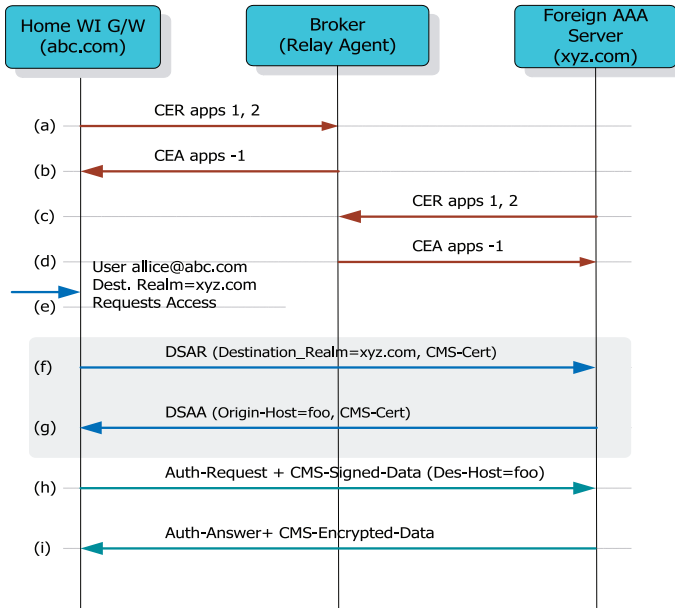 Home WI G/W
(abc.com)
Broker
(Relay Agent)
Foreign AAA
Server
(xyz.com)
(a)
CER apps 1, 2
(b)
CEA apps -1
(c)
CER apps 1, 2
(d)
CEA apps -1
User allice@abc.com
Dest. Realm=xyz.com
(e)
Requests Access
(f)
DSAR (Destination_Realm=xyz.com, CMS-Cert)
(g)
DSAA (Origin-Host=foo, CMS-Cert)
(h)
Auth-Request + CMS-Signed-Data (Des-Host=foo)
(i)
Auth-Answer+ CMS-Encrypted-Data